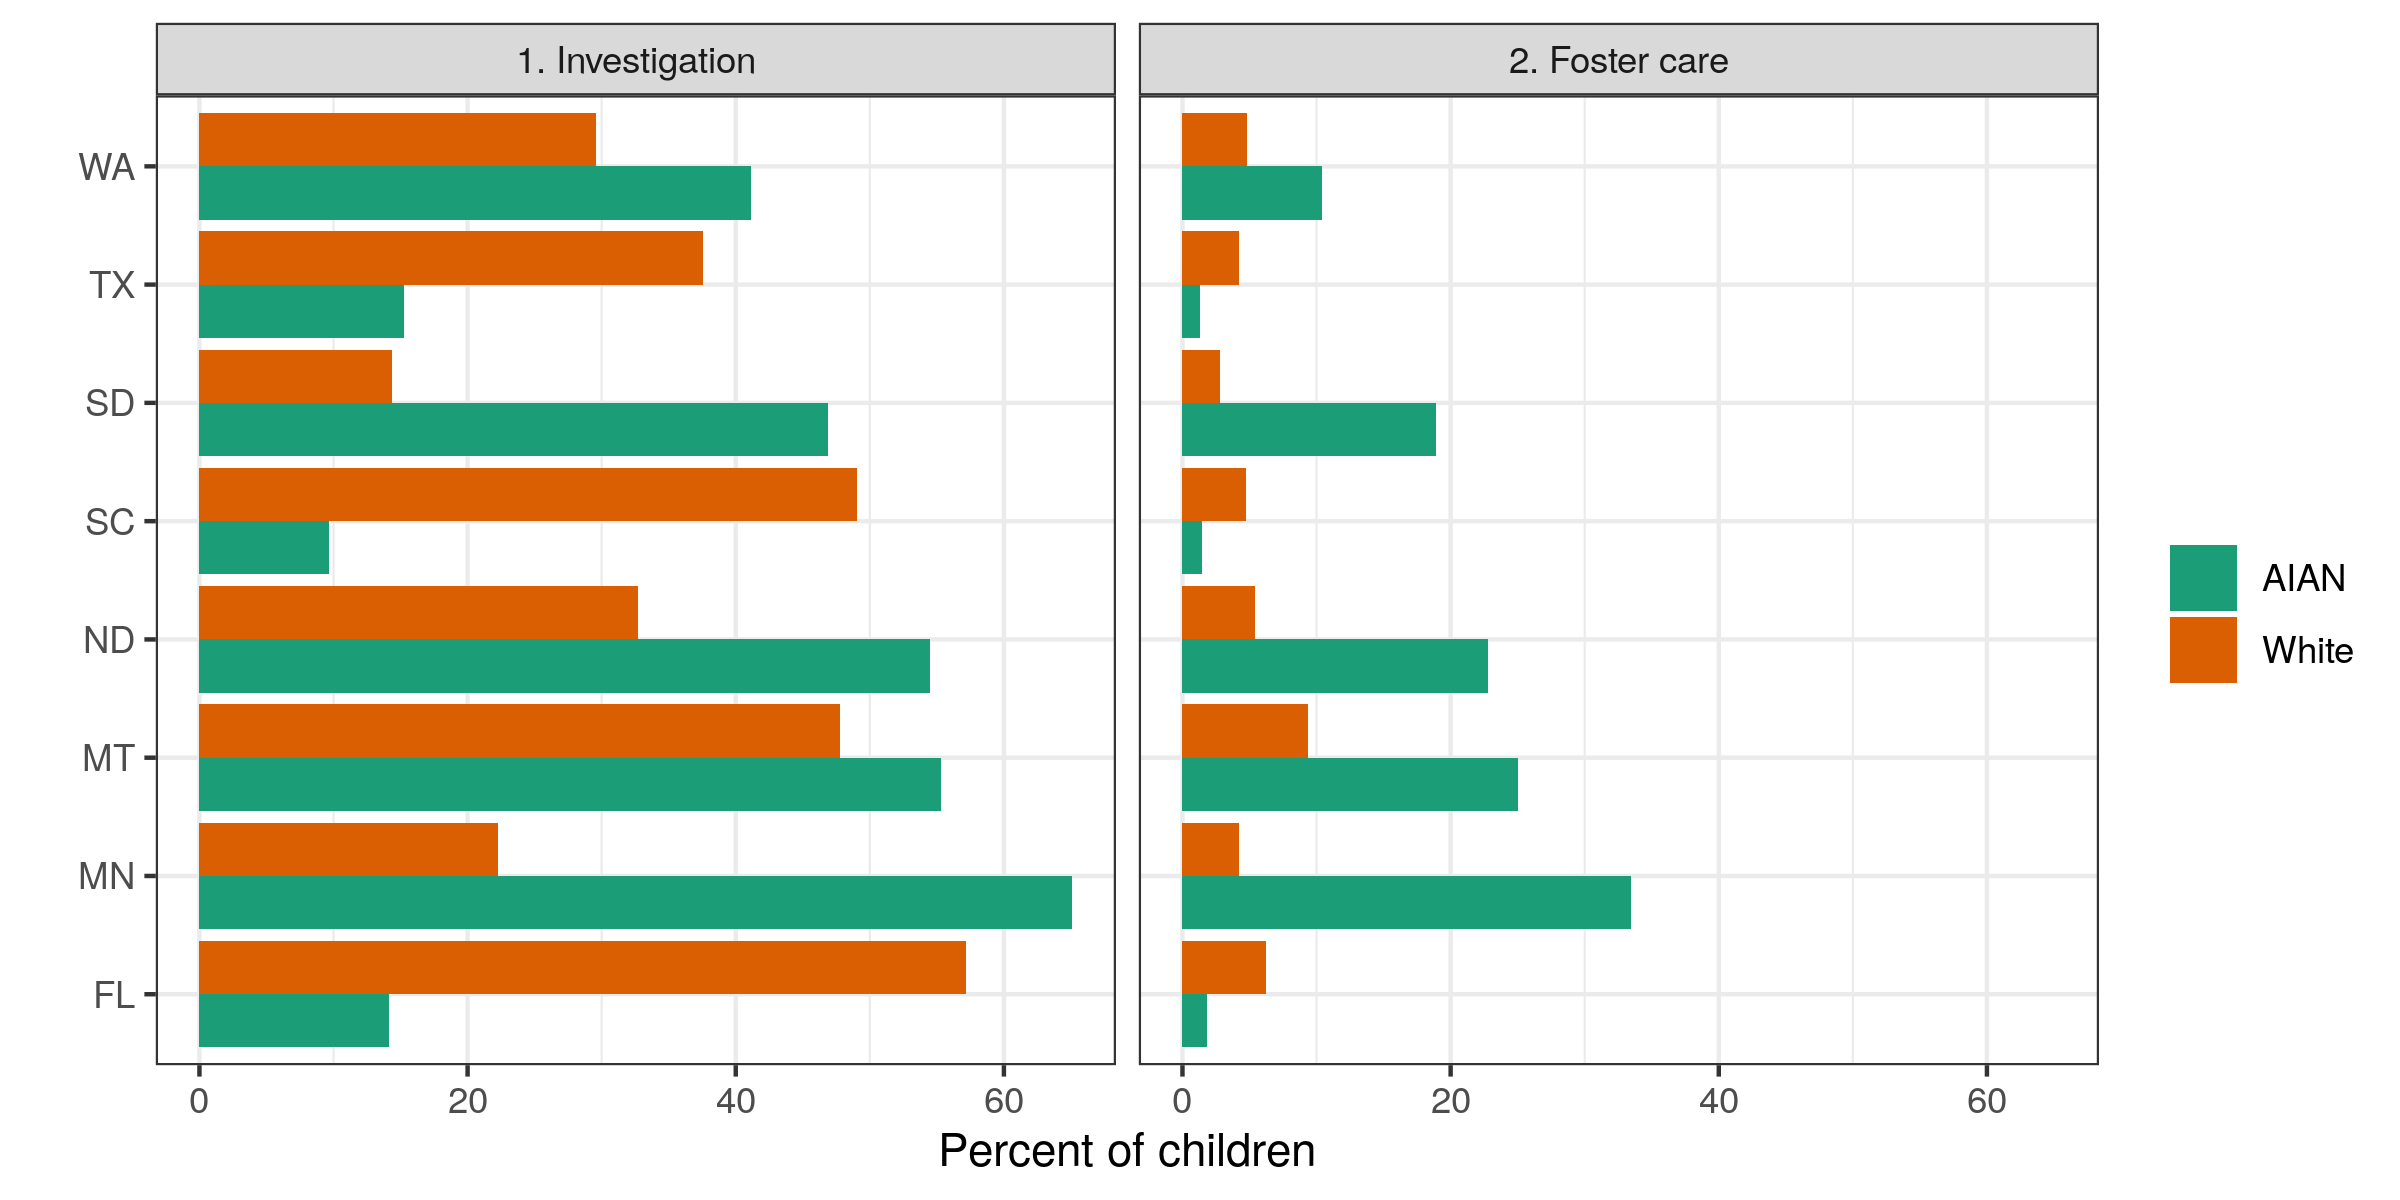 1. Investigation
2. Foster care
WA
TX
SD
SC
ND
MT
MN
FL
0 20 40 60
0 20 40 60
Percent of children
AIAN
White